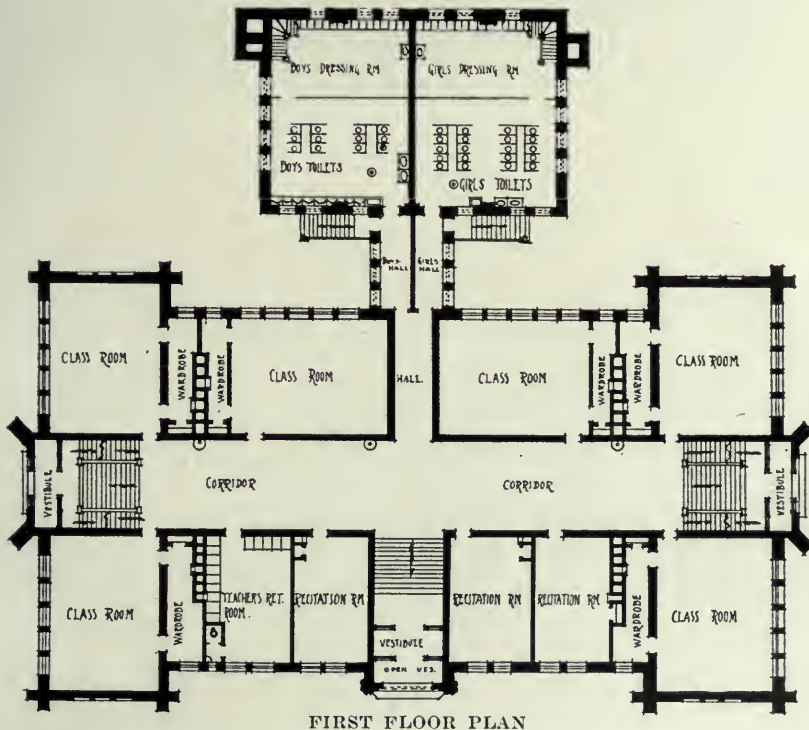 BOYS DRESSING RM
GIRLS DRESSING RM
BOYS TOILETS
GIRLS TOILETS
BOYS HALL
GIRLS HALL
CLASS ROOM
WARDROBE
WARDROBE
CLASS ROOM
HALL.
CLASS ROOM
WARDROBE
WARDROBE
CLASS ROOM
VESTIBULE
CORRIDOR
CORRIDOR
VESTIBULE
CLASS ROOM
WARDROBE
TEACHERS RET.
ROOM.
RECITATION RM
VESTIBULE
OPEN VES.
RECITATION RM
RECITATION RM
WARDROBE
CLASS ROOM
FIRST FLOOR PLAN